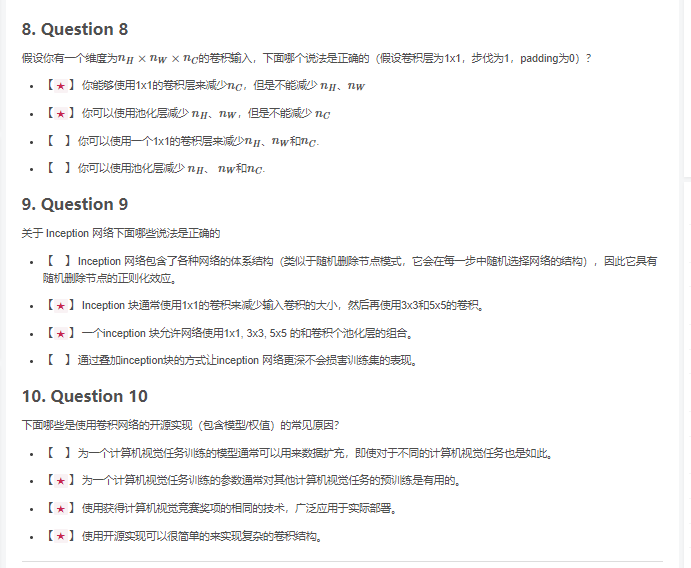 8. Question 8
假设你有一个维度为n_H × n_W × n_C的卷积输入，下面哪个说法是正确的（假设卷积层为1x1，步伐为1，padding为0）？
【★】你能够使用1x1的卷积层来减少n_C，但是不能减少 n_H、n_W
【★】你可以使用池化层减少 n_H、n_W，但是不能减少 n_C
【 】你可以使用一个1x1的卷积层来减少n_H、n_W和n_C.
【 】你可以使用池化层减少 n_H、n_W和n_C.
9. Question 9
关于 Inception 网络下面哪些说法是正确的
【 】Inception 网络包含了各种网络的体系结构（类似于随机删除节点模式，它会在每一步中随机选择网络的结构），因此它具有
随机删除节点的正则化效应。
【★】Inception 块通常使用1x1的卷积来减少输入卷积的大小，然后再使用3x3和5x5的卷积。
【★】一个inception 块允许网络使用1x1, 3x3, 5x5 的和卷积个池化层的组合。
【 】通过叠加inception块的方式让inception 网络更深不会损害训练集的表现。
10. Question 10
下面哪些是使用卷积网络的开源实现（包含模型/权值）的常见原因？
【 】为一个计算机视觉任务训练的模型通常可以用来数据扩充，即使对于不同的计算机视觉任务也是如此。
【★】为一个计算机视觉任务训练的参数通常对其他计算机视觉任务的预训练是有用的。
【★】使用获得计算机视觉竞赛奖项的相同的技术，广泛应用于实际部署。
【★】使用开源实现可以很简单的来实现复杂的卷积结构。